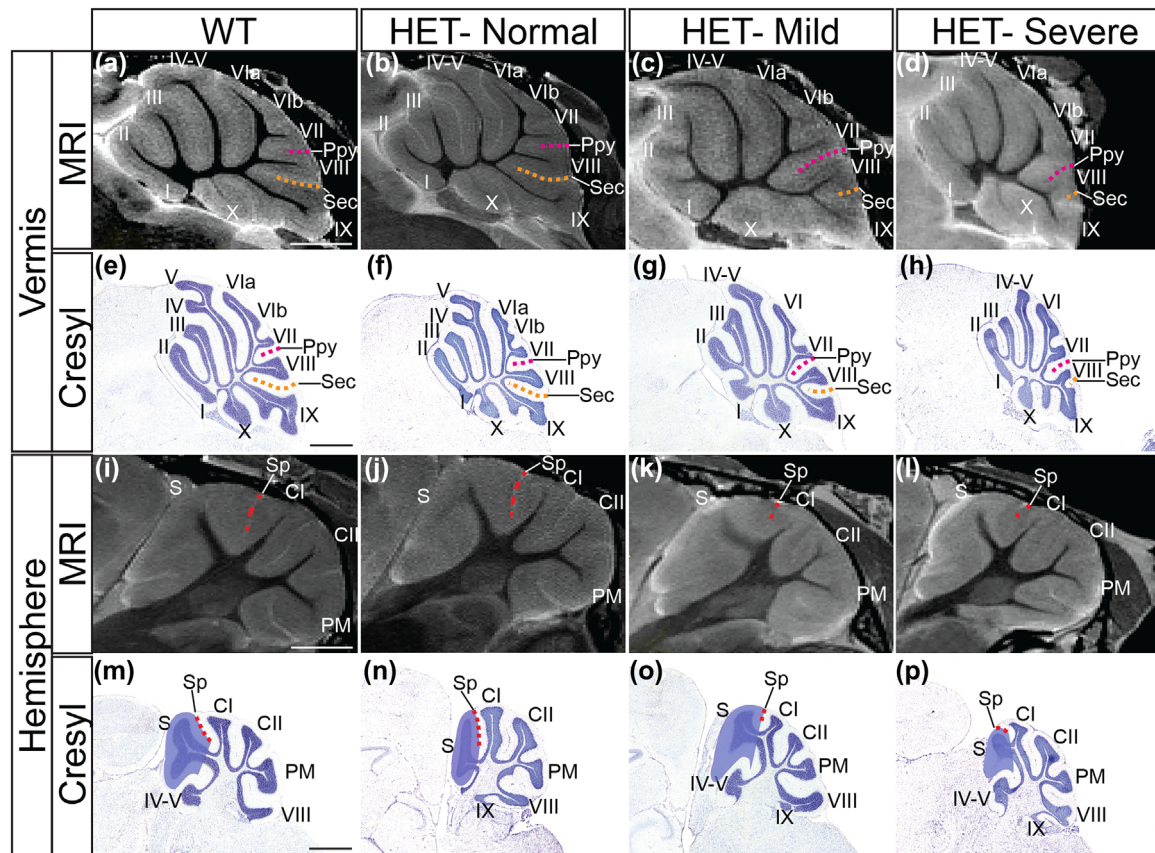 WT HET- Normal HET- Mild HET- Severe
Vermis
MRI
(a) IV-V VIa VIb III II VII Ppy VIII Sec I X IX
(b) IV-V VIa VIb III II VII Ppy VIII Sec I X IX
(c) IV-V VIa VIb III II VII Ppy VIII Sec I X IX
(d) IV-V VIa VIb III II VII Ppy VIII Sec I X IX
Cresyl
(e) V VIa IV VIb III II VII Ppy VIII Sec I X IX
(f) V VIa IV VIb III II VII Ppy VIII Sec I X IX
(g) IV-V VI III II VII Ppy VIII Sec I X IX
(h) IV-V VI III II VII Ppy VIII Sec I X IX
Hemisphere
MRI
(i) Sp S CI CII PM
(j) Sp CI S CII PM
(k) Sp S CI CII PM
(l) Sp S CI CII PM
Cresyl
(m) Sp CI S CII PM IV-V VIII
(n) Sp CI CII S PM IX VIII
(o) Sp S CI CII PM IV-V IX VIII
(p) Sp CI S CII PM IV-V IX VIII